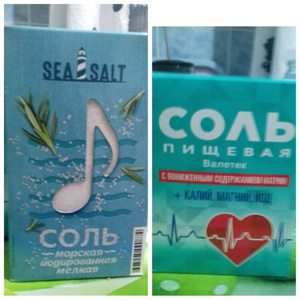 SEA SALT
СОЛЬ
морская
йодированная
мелкая
СОЛЬ
ПИЩЕВАЯ
Валетек
С ПОНИЖЕННЫМ СОДЕРЖАНИЕМ НАТРИЯ
+ КАЛИЙ, МАГНИЙ, ЙОД